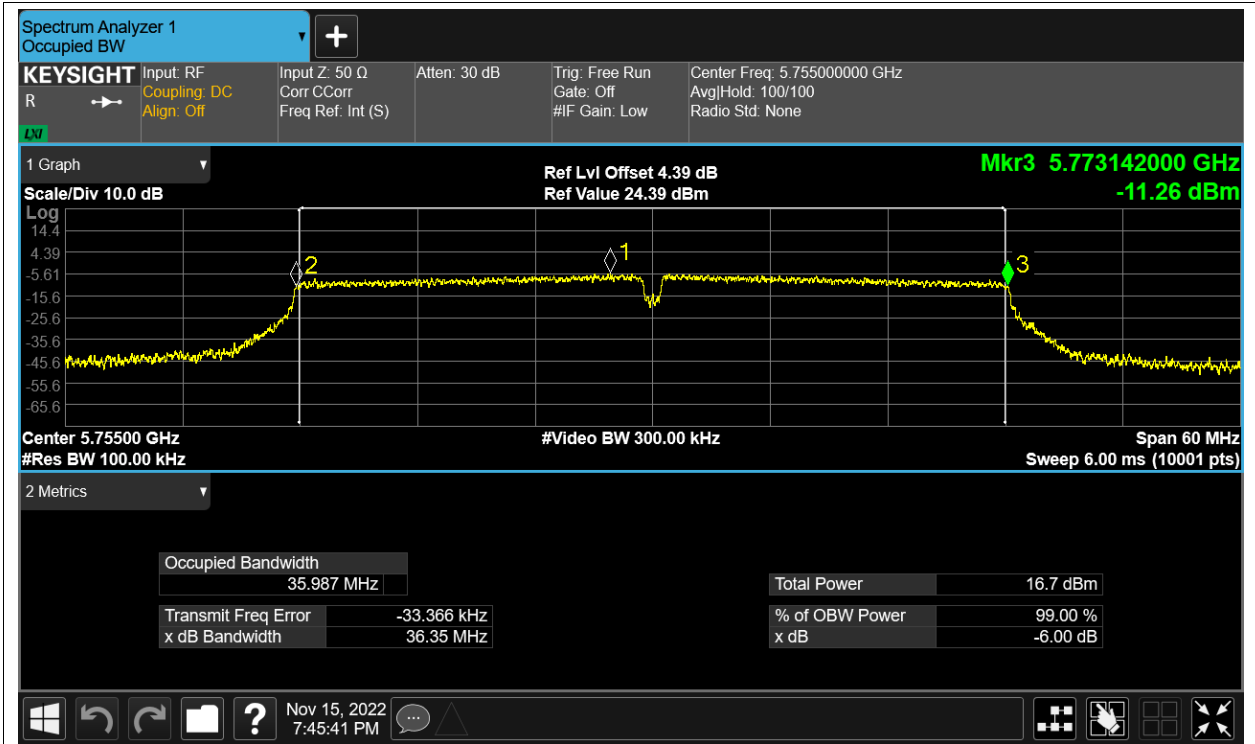 Spectrum Analyzer 1
Occupied BW
KEYSIGHT
R
LXI
Input: RF
Coupling: DC
Align: Off
Input Z: 50 Ω
Corr CCorr
Freq Ref: Int (S)
Atten: 30 dB
Trig: Free Run
Gate: Off
#IF Gain: Low
Center Freq: 5.755000000 GHz
Avg|Hold: 100/100
Radio Std: None
1 Graph
Scale/Div 10.0 dB
Ref Lvl Offset 4.39 dB
Ref Value 24.39 dBm
Mkr3 5.773142000 GHz
-11.26 dBm
Log
14.4
4.39
-5.61
-15.6
-25.6
-35.6
-45.6
-55.6
-65.6
2
1
3
Center 5.75500 GHz
#Res BW 100.00 kHz
#Video BW 300.00 kHz
Span 60 MHz
Sweep 6.00 ms (10001 pts)
2 Metrics
Occupied Bandwidth
35.987 MHz
Transmit Freq Error -33.366 kHz
x dB Bandwidth 36.35 MHz
Total Power 16.7 dBm
% of OBW Power 99.00 %
x dB -6.00 dB
?
Nov 15, 2022
7:45:41 PM